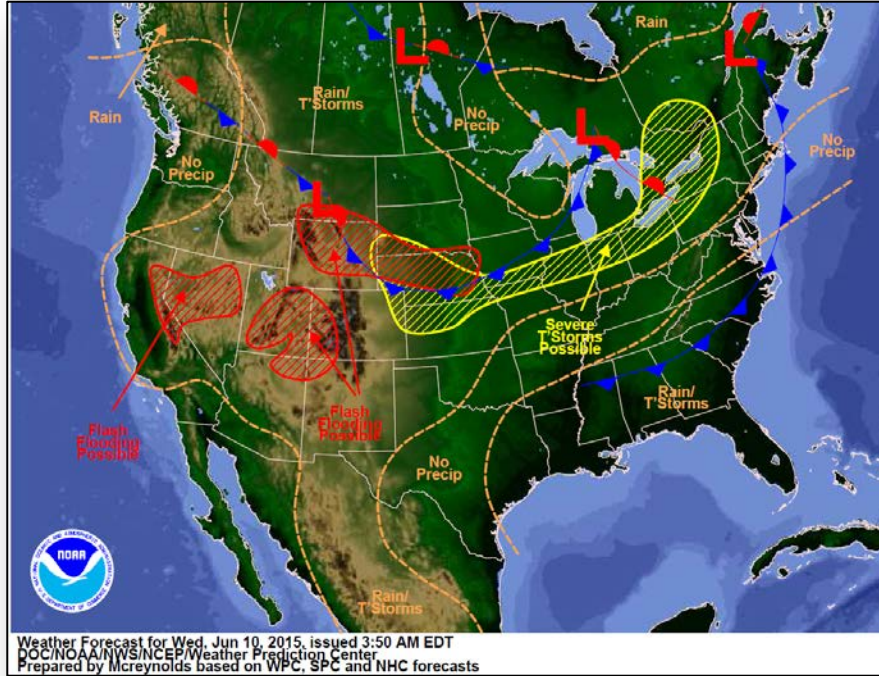 Rain
L
L
Rain
Rain/
T'Storms
No
Precip
L
No
Precip
No
Precip
L
Severe
T'Storms
Possible
Flash
Flooding
Possible
Flash
Flooding
Possible
Rain/
T'Storms
No
Precip
NOAA
Rain/
T'Storms
Weather Forecast for Wed, Jun 10, 2015, issued 3:50 AM EDT
DOC/NOAA/NWS/NCEP/Weather Prediction Center
Prepared by Mcreynolds based on WPC, SPC and NHC forecasts